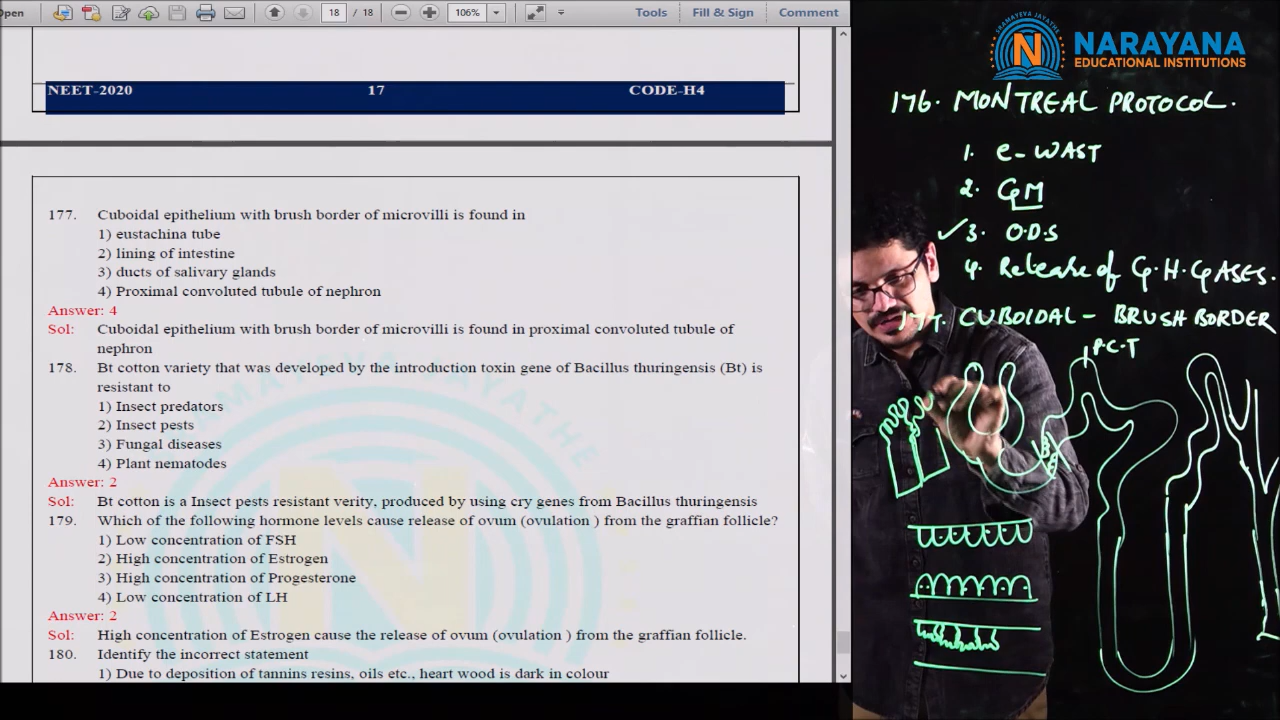 Open
18 / 18
106%
Tools
Fill & Sign
Comment
NEET-2020 17 CODE-H4
177. Cuboidal epithelium with brush border of microvilli is found in
1) eustachina tube
2) lining of intestine
3) ducts of salivary glands
4) Proximal convoluted tubule of nephron
Answer: 4
Sol: Cuboidal epithelium with brush border of microvilli is found in proximal convoluted tubule of
nephron
178. Bt cotton variety that was developed by the introduction toxin gene of Bacillus thuringensis (Bt) is
resistant to
1) Insect predators
2) Insect pests
3) Fungal diseases
4) Plant nematodes
Answer: 2
Sol: Bt cotton is a Insect pests resistant verity, produced by using cry genes from Bacillus thuringensis
179. Which of the following hormone levels cause release of ovum (ovulation ) from the graffian follicle?
1) Low concentration of FSH
2) High concentration of Estrogen
3) High concentration of Progesterone
4) Low concentration of LH
Answer: 2
Sol: High concentration of Estrogen cause the release of ovum (ovulation ) from the graffian follicle.
180. Identify the incorrect statement
1) Due to deposition of tannins resins, oils etc., heart wood is dark in colour
SRAMAYEVA JAYATHE
N
NARAYANA
EDUCATIONAL INSTITUTIONS
176. MONTREAL PROTOCOL.
1. e-WAST
2. GM
3. O.D.S
4. Release of G.H.GASES.
177. CUBOIDAL - BRUSH BORDER
P.C.T